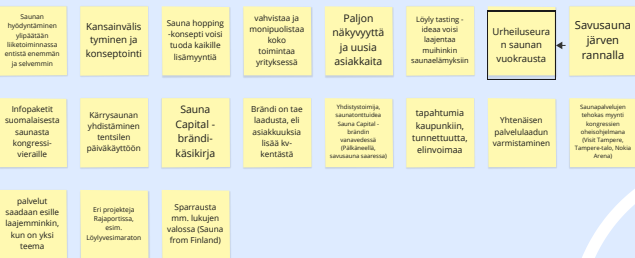 Saunan
hyödyntäminen
ylipäätään
liiketoiminnassa
entistä enemmän
ja selvemmin
Kansainvälis
tyminen ja
konseptointi
Sauna hopping
-konsepti voisi
tuoda kaikille
lisämyyntiä
vahvistaa ja
monipuolistaa
koko
toimintaa
yrityksessä
Paljon
näkyvyyttä
ja uusia
asiakkaita
Löyly tasting -
ideaa voisi
laajentaa
muihinkin
saunaelämyksiin
Urheiluseura
n saunan
vuokrausta
Savusauna
järven
rannalla
Infopaketit
suomalaisesta
saunasta
kongressi-
vieraille
Kärrysaunan
yhdistäminen
tentsilen
päiväkäyttöön
Sauna
Capital -
brändi-
käsikirja
Brändi on tae
laadusta, eli
asiakkuuksia
lisää kv-
kentästä
Yhdistystoimija,
saunatonttuidea
Sauna Capital -
brändin
vanavedessä
(Pälkäneellä,
savusauna saaressa)
tapahtumia
kaupunkiin,
tunnettuutta,
elinvoimaa
Yhtenäisen
palvelulaadun
varmistaminen
Saunapalvelujen
tehokas myynti
kongressien
oheisohjelmana
(Visit Tampere,
Tampere-talo, Nokia
Arena)
palvelut
saadaan esille
laajemminkin,
kun on yksi
teema
Eri projekteja
Rajaportissa,
esim.
Löylyvesimaraton
Sparrausta
mm. lukujen
valossa (Sauna
from Finland)